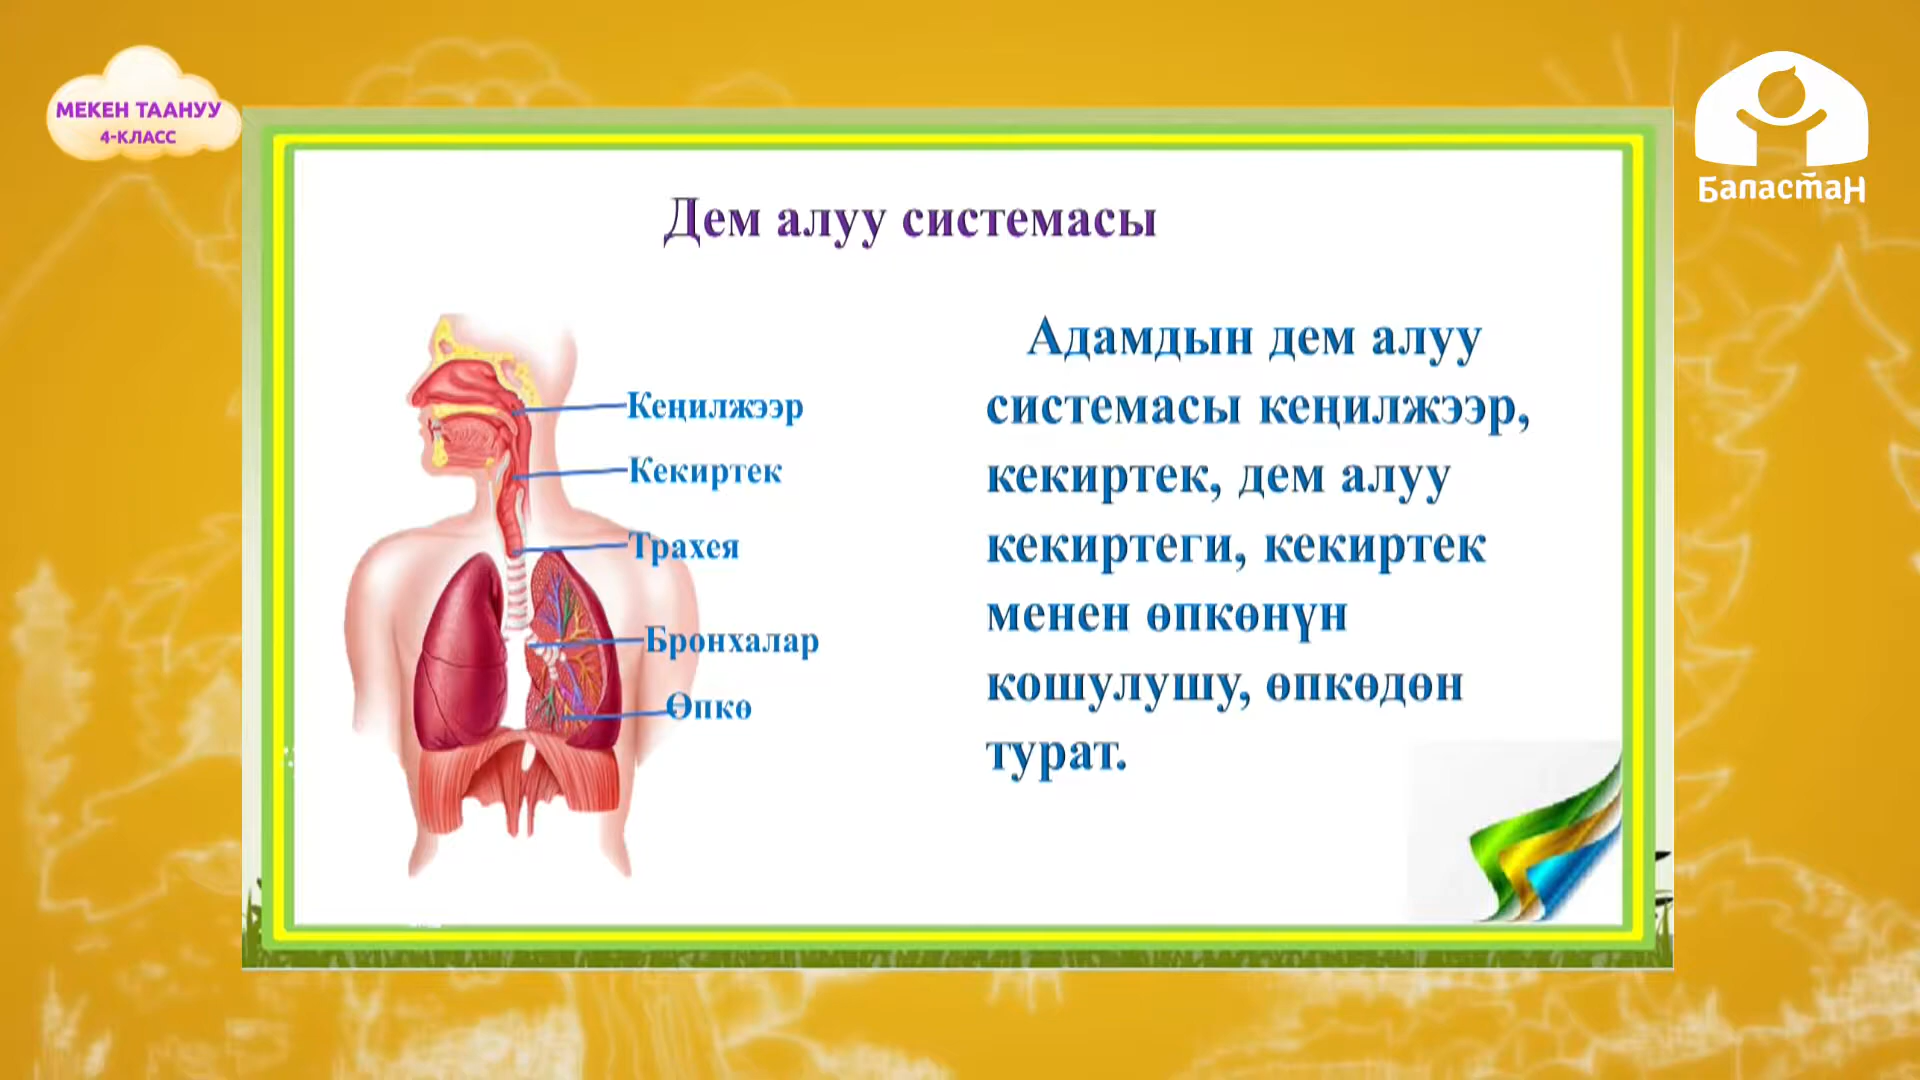 МЕКЕН ТААНУУ
4-КЛАСС
Баластан
Дем алуу системасы
Кеңилжээр
Кекиртек
Трахея
Бронхалар
Өпкө
Адамдын дем алуу
системасы кеңилжээр,
кекиртек, дем алуу
кекиртеги, кекиртек
менен өпкөнүн
кошулушу, өпкөдөн
турат.